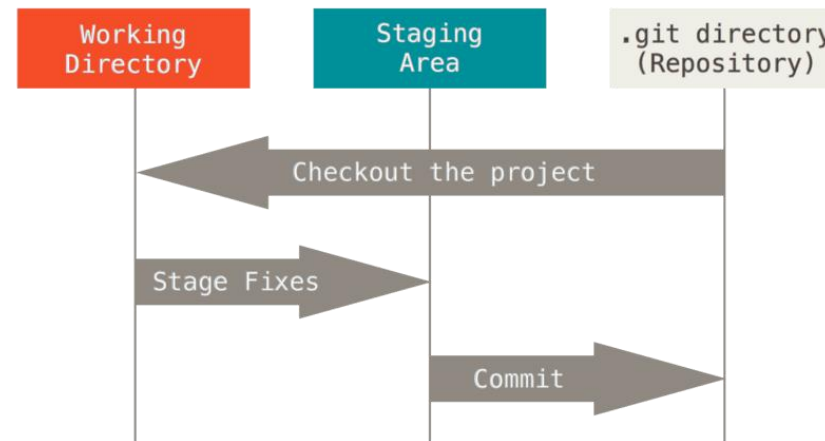 Working
Directory
Staging
Area
.git directory
(Repository)
Checkout the project
Stage Fixes
Commit